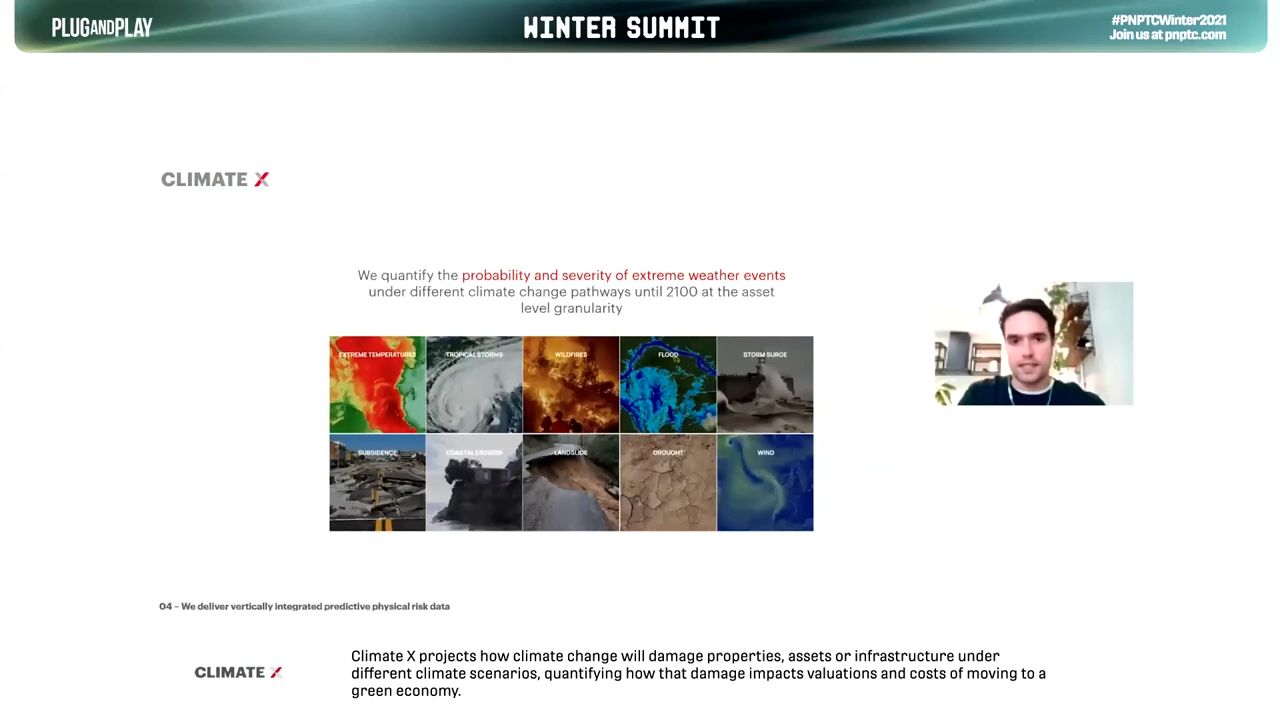 PLUGANDPLAY
WINTER SUMMIT
#PNPTCWinter2021
Join us at pnptc.com
CLIMATE X
We quantify the probability and severity of extreme weather events
under different climate change pathways until 2100 at the asset
level granularity
EXTREME TEMPERATURES
TROPICAL STORMS
WILDFIRES
FLOOD
STORM SURGE
SUBSIDENCE
COASTAL EROSION
LANDSLIDE
DROUGHT
WIND
04 – We deliver vertically integrated predictive physical risk data
CLIMATE X
Climate X projects how climate change will damage properties, assets or infrastructure under
different climate scenarios, quantifying how that damage impacts valuations and costs of moving to a
green economy.